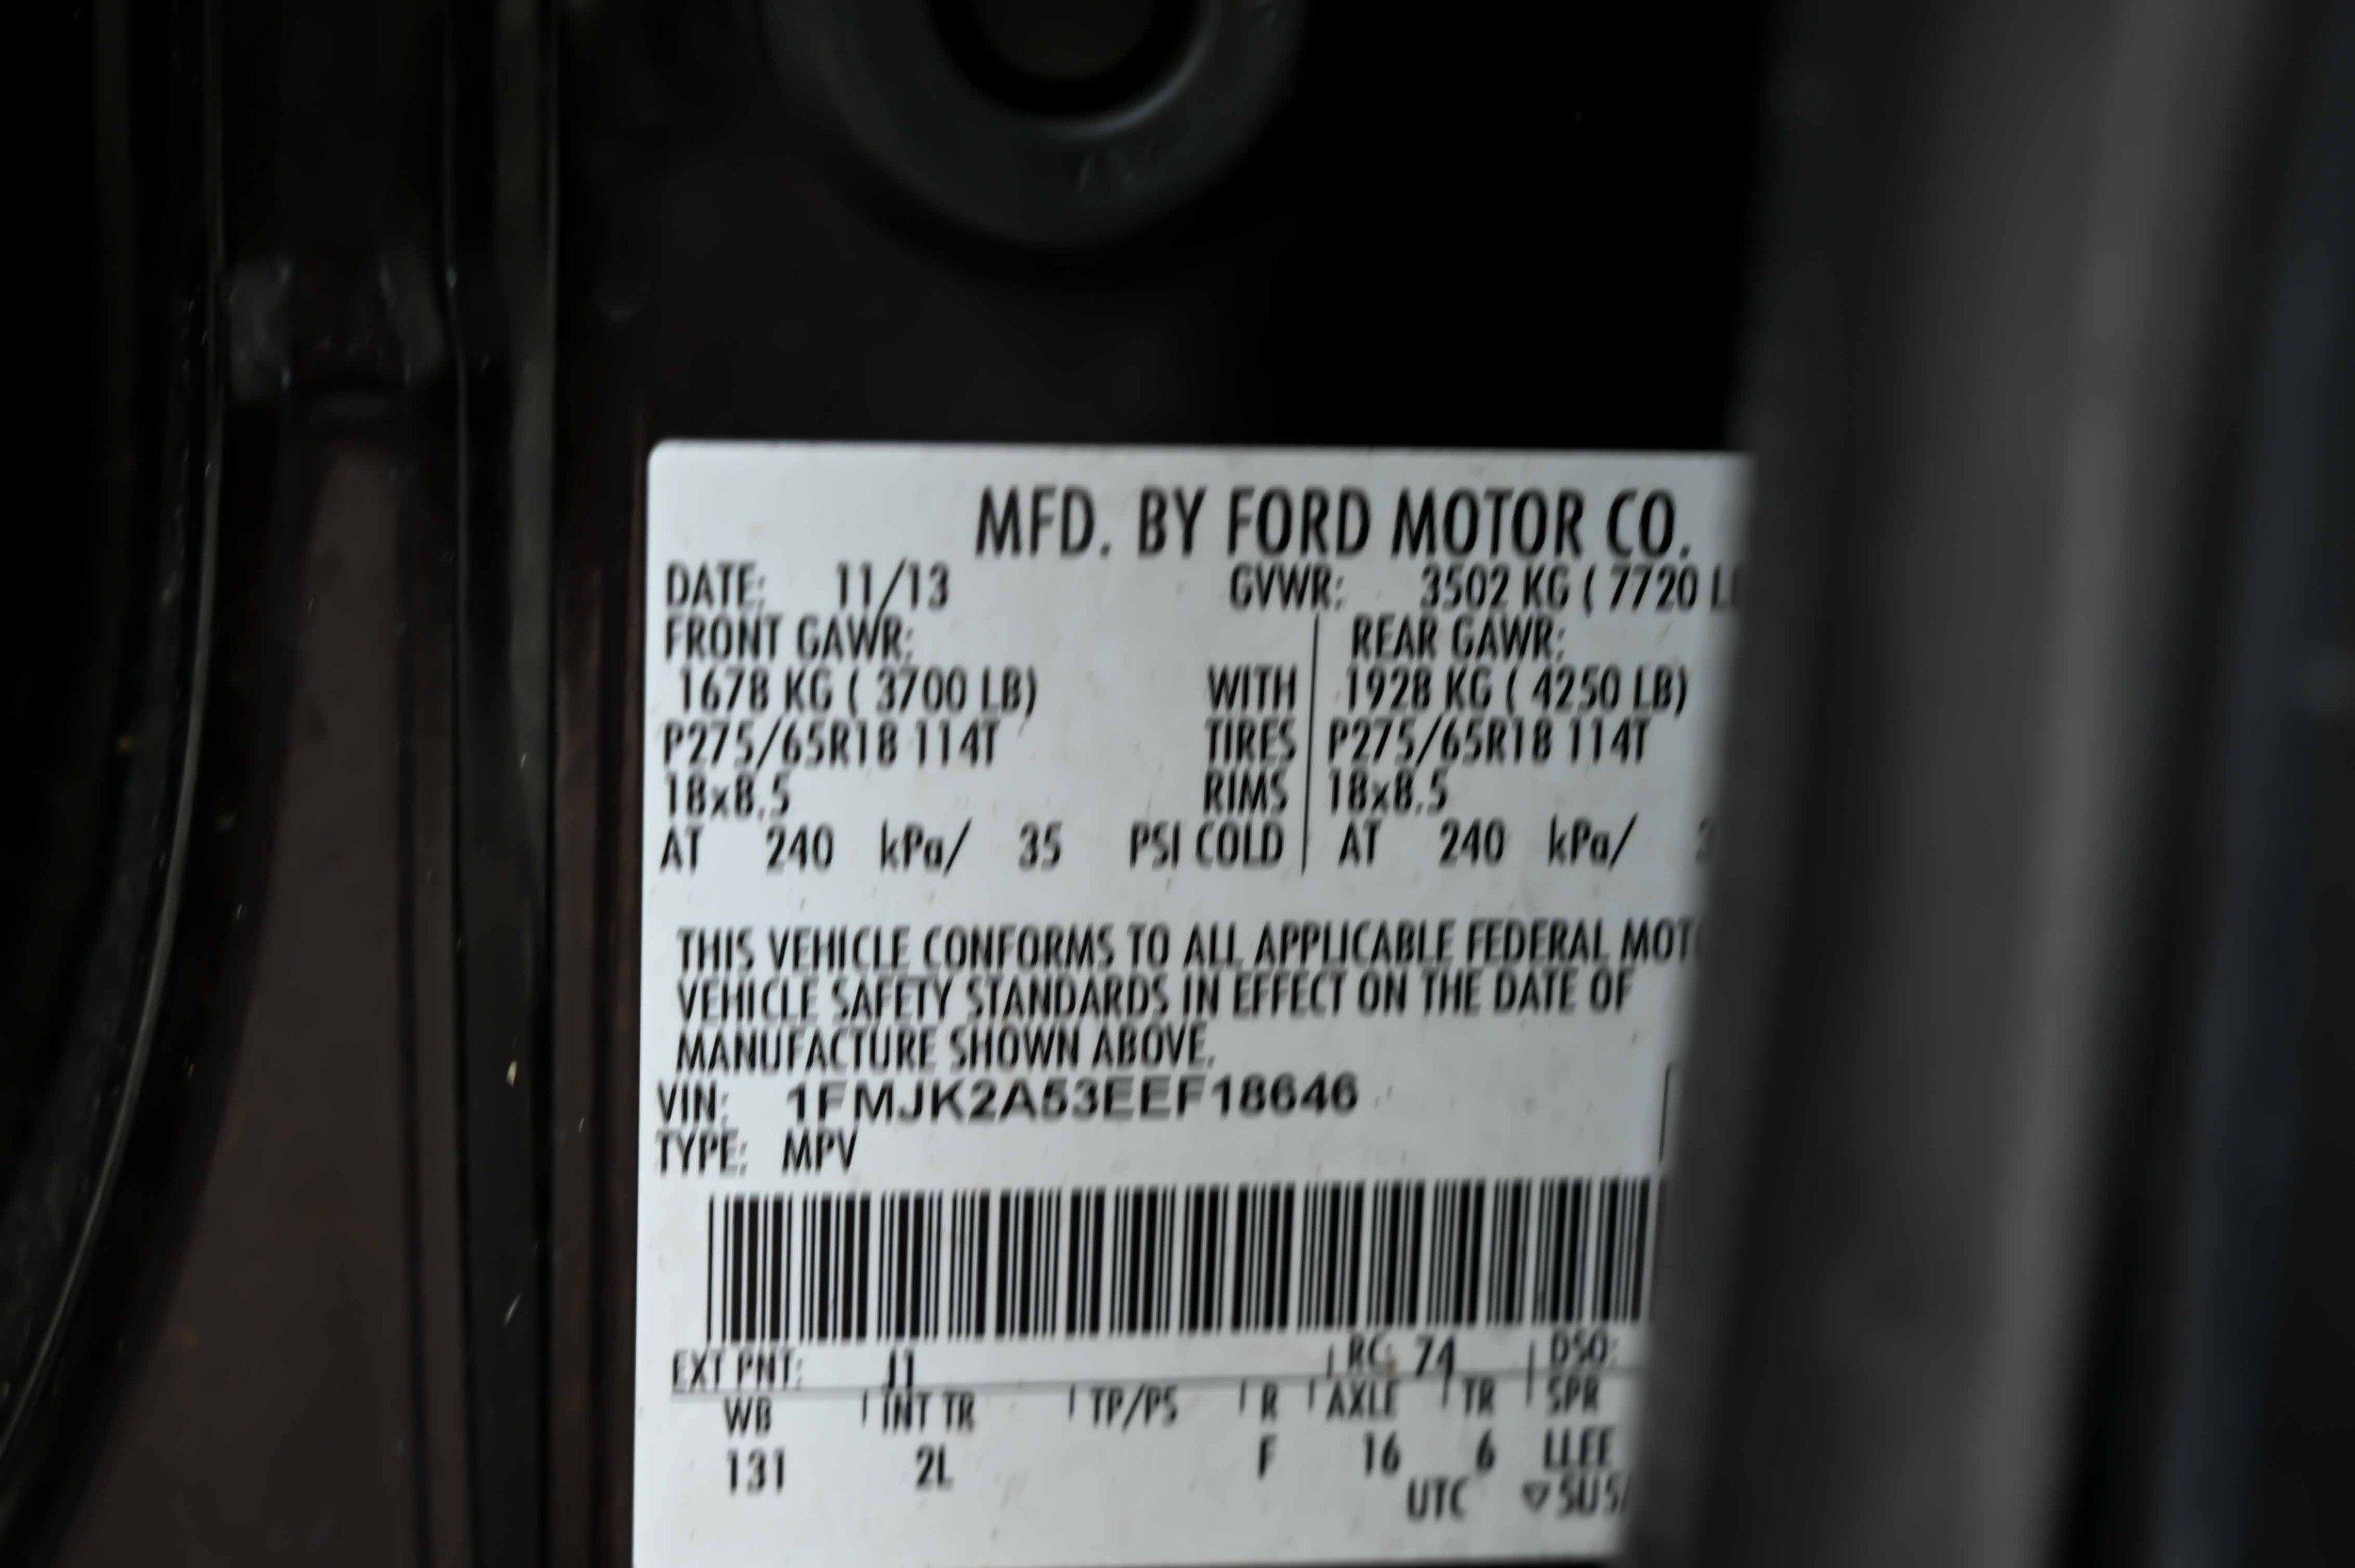 MFD. BY FORD MOTOR CO.
DATE: 11/13 GVWR: 3502 KG ( 7720 L
FRONT GAWR: REAR GAWR:
1678 KG ( 3700 LB) WITH 1928 KG ( 4250 LB)
P275/65R18 114T TIRES P275/65R18 114T
18x8.5 RIMS 18x8.5
AT 240 kPa/ 35 PSI COLD AT 240 kPa/
THIS VEHICLE CONFORMS TO ALL APPLICABLE FEDERAL MOT
VEHICLE SAFETY STANDARDS IN EFFECT ON THE DATE OF
MANUFACTURE SHOWN ABOVE.
VIN: 1FMJK2A53EEF18646
TYPE: MPV
EXT PNT: J1 RC: 74 DSO:
WB INT TR TP/PS R AXLE TR SPR
131 2L F 16 6 LLEE
UTC ▽ SUS